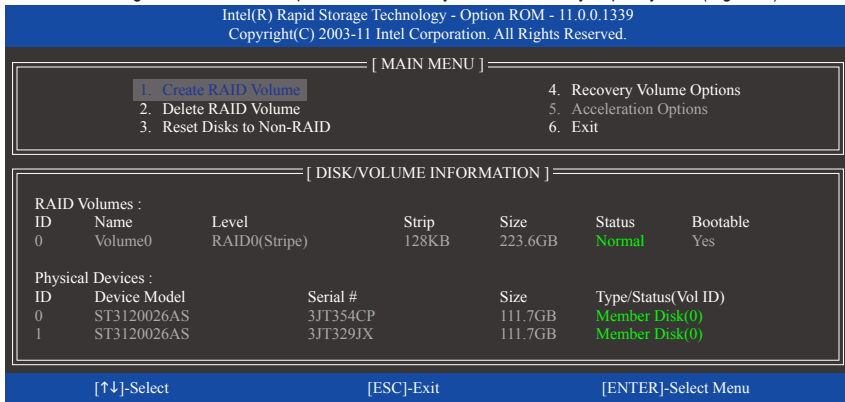 Intel(R) Rapid Storage Technology - Option ROM - 11.0.0.1339
Copyright(C) 2003-11 Intel Corporation. All Rights Reserved.
[ MAIN MENU ]
1. Create RAID Volume 4. Recovery Volume Options
2. Delete RAID Volume 5. Acceleration Options
3. Reset Disks to Non-RAID 6. Exit
[ DISK/VOLUME INFORMATION ]
RAID Volumes :
ID Name Level Strip Size Status Bootable
0 Volume0 RAID0(Stripe) 128KB 223.6GB Normal Yes
Physical Devices :
ID Device Model Serial # Size Type/Status(Vol ID)
0 ST3120026AS 3JT354CP 111.7GB Member Disk(0)
1 ST3120026AS 3JT329JX 111.7GB Member Disk(0)
[↑↓]-Select [ESC]-Exit [ENTER]-Select Menu